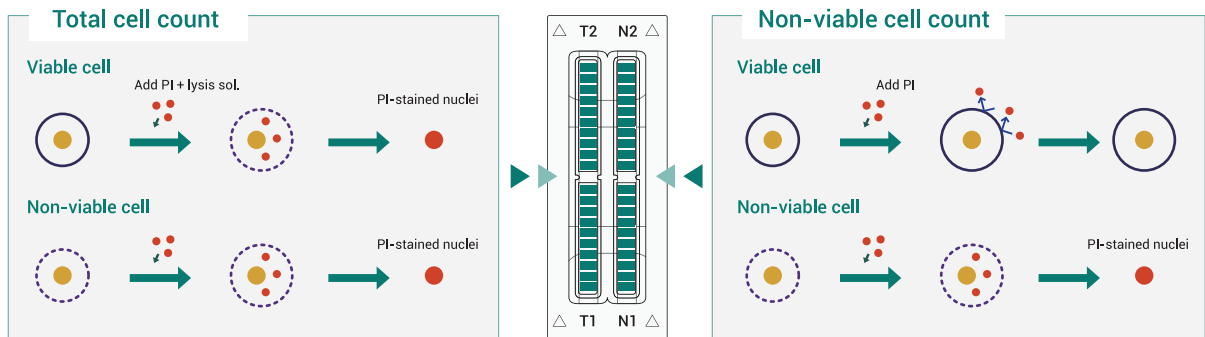 Total cell count
Viable cell
Add PI + lysis sol.
PI-stained nuclei
Non-viable cell
PI-stained nuclei
T2 N2
T1 N1
Non-viable cell count
Viable cell
Add PI
Non-viable cell
PI-stained nuclei